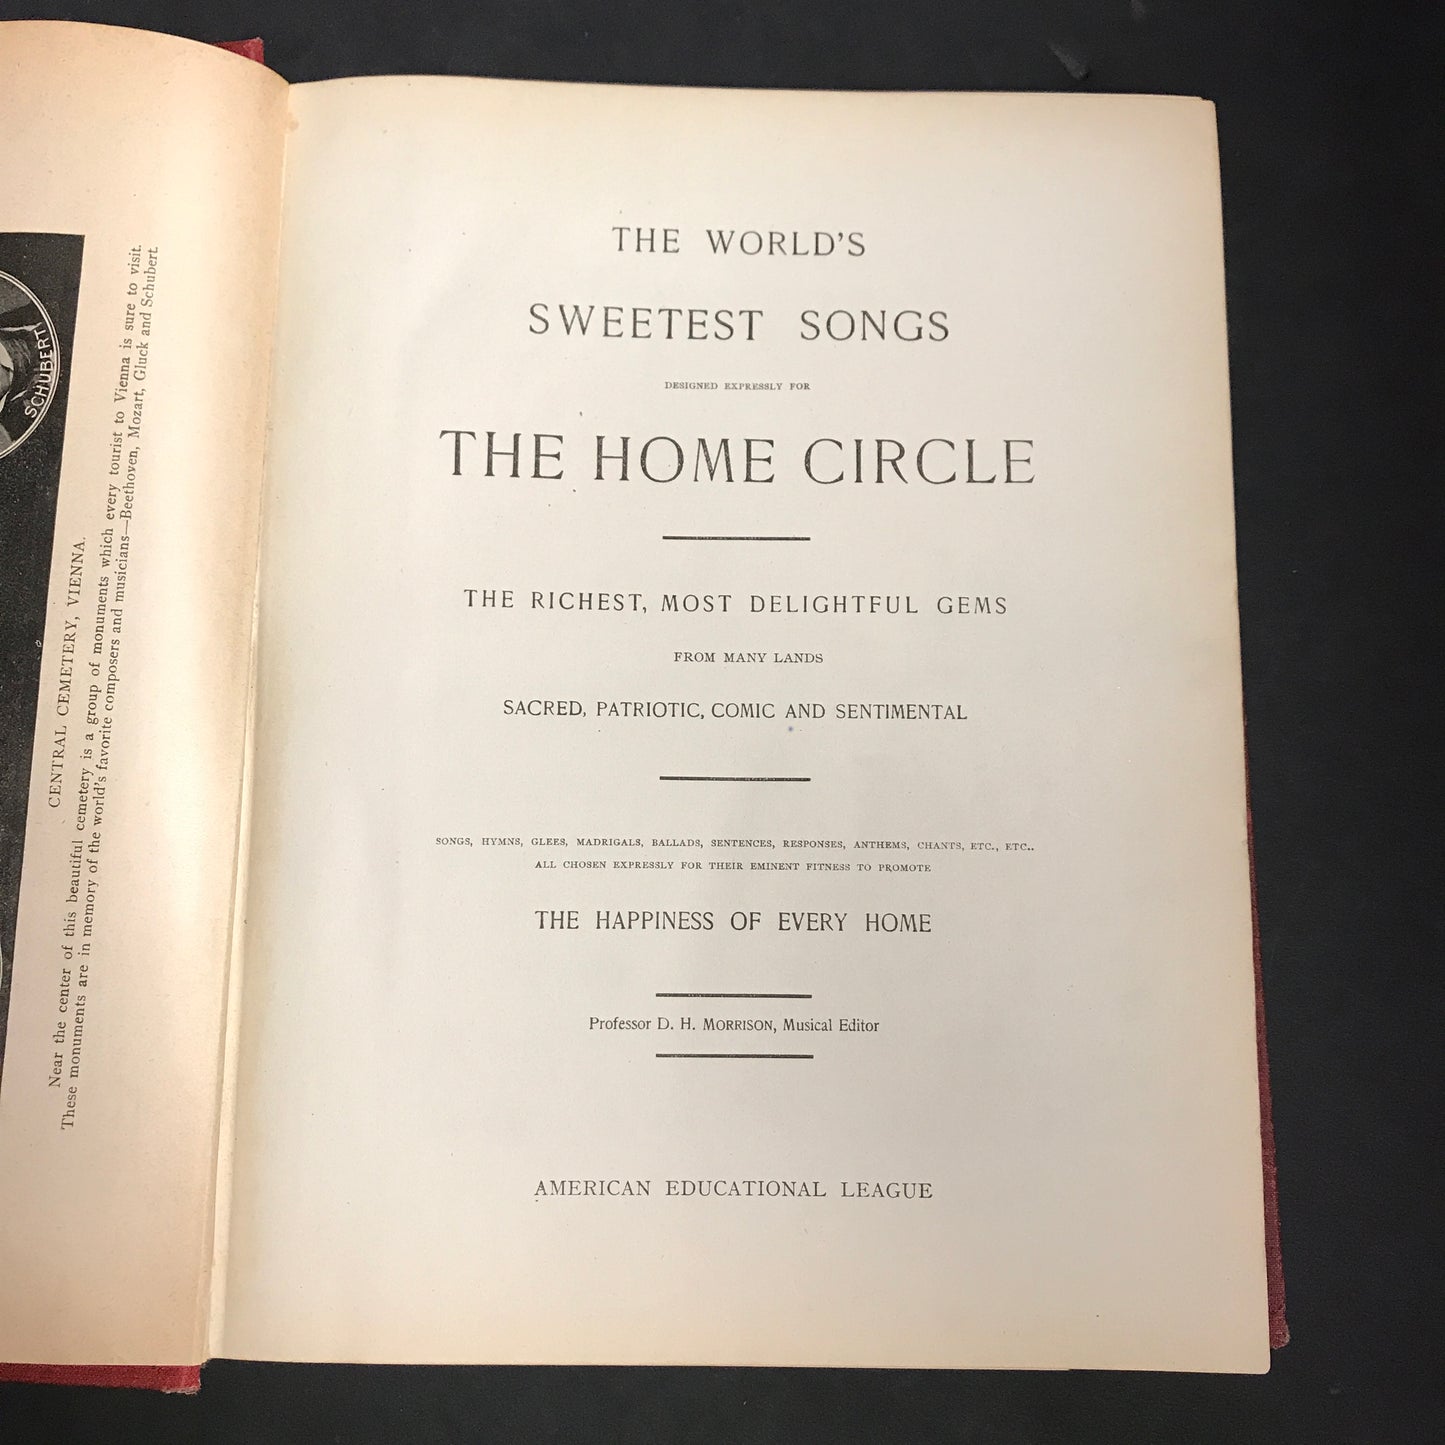 SCHUBERT
CENTRAL CEMETERY, VIENNA.
Near the center of this beautiful cemetery is a group of monuments which every tourist to Vienna is sure to visit.
These monuments are in memory of the world's favorite composers and musicians—Beethoven, Mozart, Gluck and Schubert.
THE WORLD'S
SWEETEST SONGS
DESIGNED EXPRESSLY FOR
THE HOME CIRCLE
THE RICHEST, MOST DELIGHTFUL GEMS
FROM MANY LANDS
SACRED, PATRIOTIC, COMIC AND SENTIMENTAL
SONGS, HYMNS, GLEES, MADRIGALS, BALLADS, SENTENCES, RESPONSES, ANTHEMS, CHANTS, ETC., ETC..
ALL CHOSEN EXPRESSLY FOR THEIR EMINENT FITNESS TO PROMOTE
THE HAPPINESS OF EVERY HOME
Professor D. H. MORRISON, Musical Editor
AMERICAN EDUCATIONAL LEAGUE